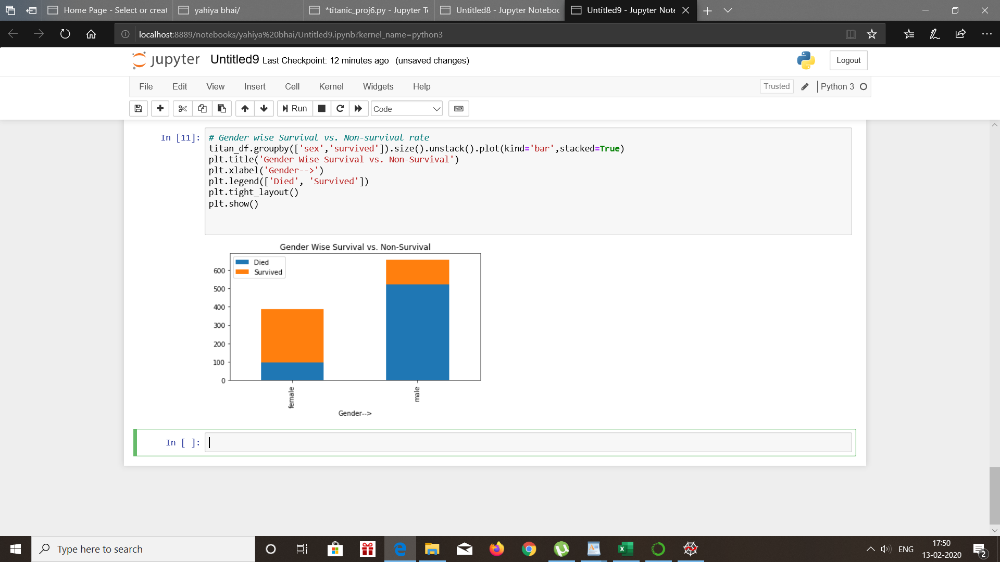 Home Page - Select or creat
yahiya bhai/
*titanic_proj6.py - Jupyter Te
Untitled8 - Jupyter Noteboo
Untitled9 - Jupyter Note
localhost:8889/notebooks/yahiya%20bhai/Untitled9.ipynb?kernel_name=python3
jupyter Untitled9 Last Checkpoint: 12 minutes ago (unsaved changes)
Logout
File Edit View Insert Cell Kernel Widgets Help
Trusted
Python 3
Run
Code
In [11]:
# Gender wise Survival vs. Non-survival rate
titan_df.groupby(['sex','survived']).size().unstack().plot(kind='bar',stacked=True)
plt.title('Gender Wise Survival vs. Non-Survival')
plt.xlabel('Gender-->')
plt.legend(['Died', 'Survived'])
plt.tight_layout()
plt.show()
Gender Wise Survival vs. Non-Survival
Died
Survived
600
500
400
300
200
100
0
female
male
Gender-->
In [ ]:
Type here to search
ENG
17:50
13-02-2020
2